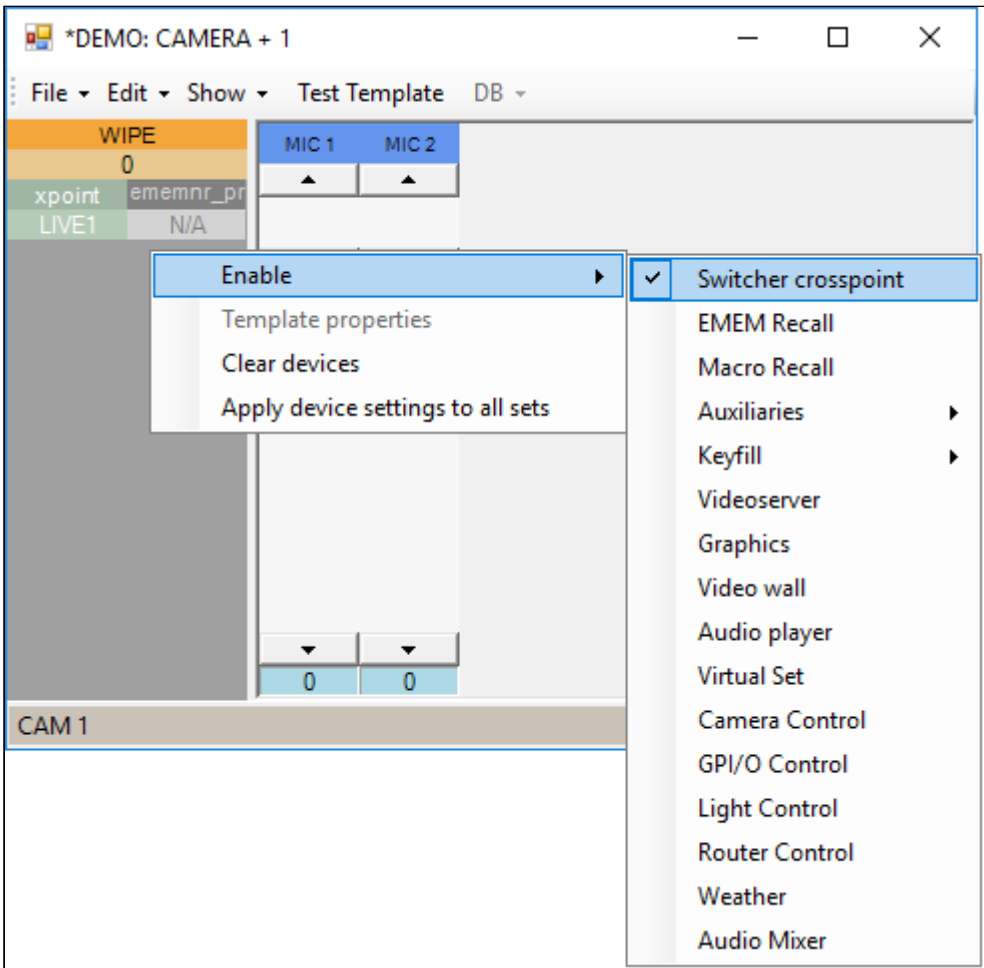 *DEMO: CAMERA + 1
File Edit Show Test Template DB
WIPE
0
xpoint ememnr_pr
LIVE1 N/A
MIC 1 MIC 2
Enable
Template properties
Clear devices
Apply device settings to all sets
Switcher crosspoint
EMEM Recall
Macro Recall
Auxiliaries
Keyfill
Videoserver
Graphics
Video wall
Audio player
Virtual Set
Camera Control
GPI/O Control
Light Control
Router Control
Weather
Audio Mixer
0 0
CAM 1